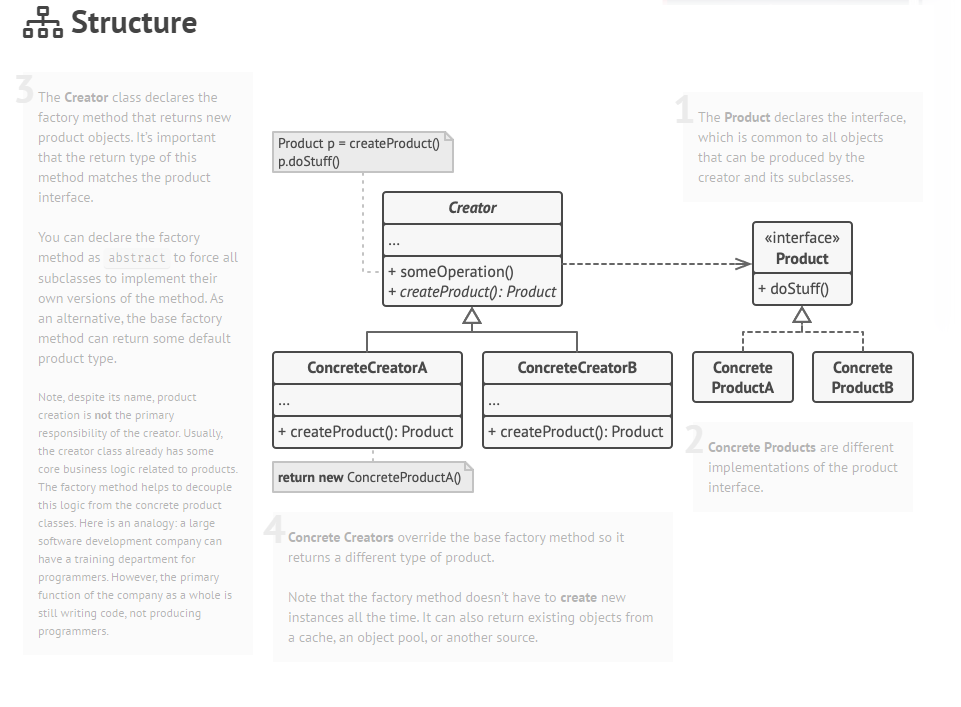 Structure
3
The Creator class declares the
factory method that returns new
product objects. It's important
that the return type of this
method matches the product
interface.
You can declare the factory
method as abstract to force all
subclasses to implement their
own versions of the method. As
an alternative, the base factory
method can return some default
product type.
Note, despite its name, product
creation is not the primary
responsibility of the creator. Usually,
the creator class already has some
core business logic related to products.
The factory method helps to decouple
this logic from the concrete product
classes. Here is an analogy: a large
software development company can
have a training department for
programmers. However, the primary
function of the company as a whole is
still writing code, not producing
programmers.
Product p = createProduct()
p.doStuff()
Creator
...
+ someOperation()
+ createProduct(): Product
ConcreteCreatorA
...
+ createProduct(): Product
ConcreteCreatorB
...
+ createProduct(): Product
return new ConcreteProductA()
1
The Product declares the interface,
which is common to all objects
that can be produced by the
creator and its subclasses.
«interface»
Product
+ doStuff()
Concrete
ProductA
Concrete
ProductB
2
Concrete Products are different
implementations of the product
interface.
4
Concrete Creators override the base factory method so it
returns a different type of product.
Note that the factory method doesn't have to create new
instances all the time. It can also return existing objects from
a cache, an object pool, or another source.